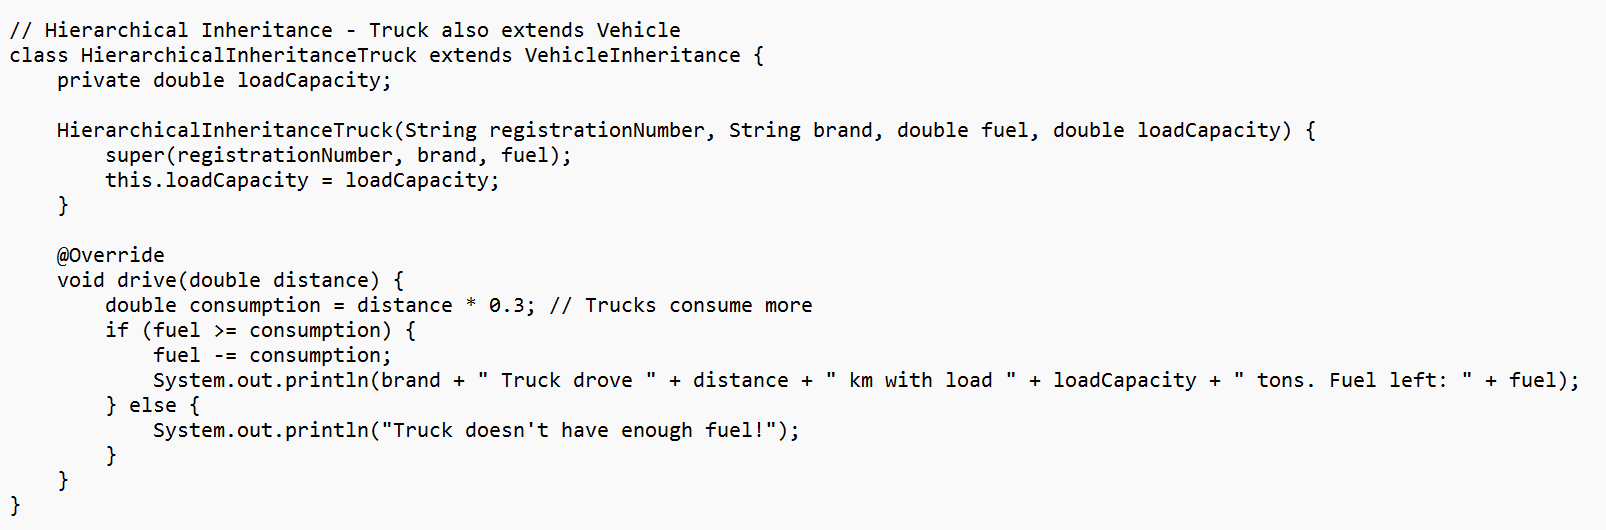 // Hierarchical Inheritance - Truck also extends Vehicle
class HierarchicalInheritanceTruck extends VehicleInheritance {
    private double loadCapacity;

    HierarchicalInheritanceTruck(String registrationNumber, String brand, double fuel, double loadCapacity) {
        super(registrationNumber, brand, fuel);
        this.loadCapacity = loadCapacity;
    }

    @Override
    void drive(double distance) {
        double consumption = distance * 0.3; // Trucks consume more
        if (fuel >= consumption) {
            fuel -= consumption;
            System.out.println(brand + " Truck drove " + distance + " km with load " + loadCapacity + " tons. Fuel left: " + fuel);
        } else {
            System.out.println("Truck doesn't have enough fuel!");
        }
    }
}